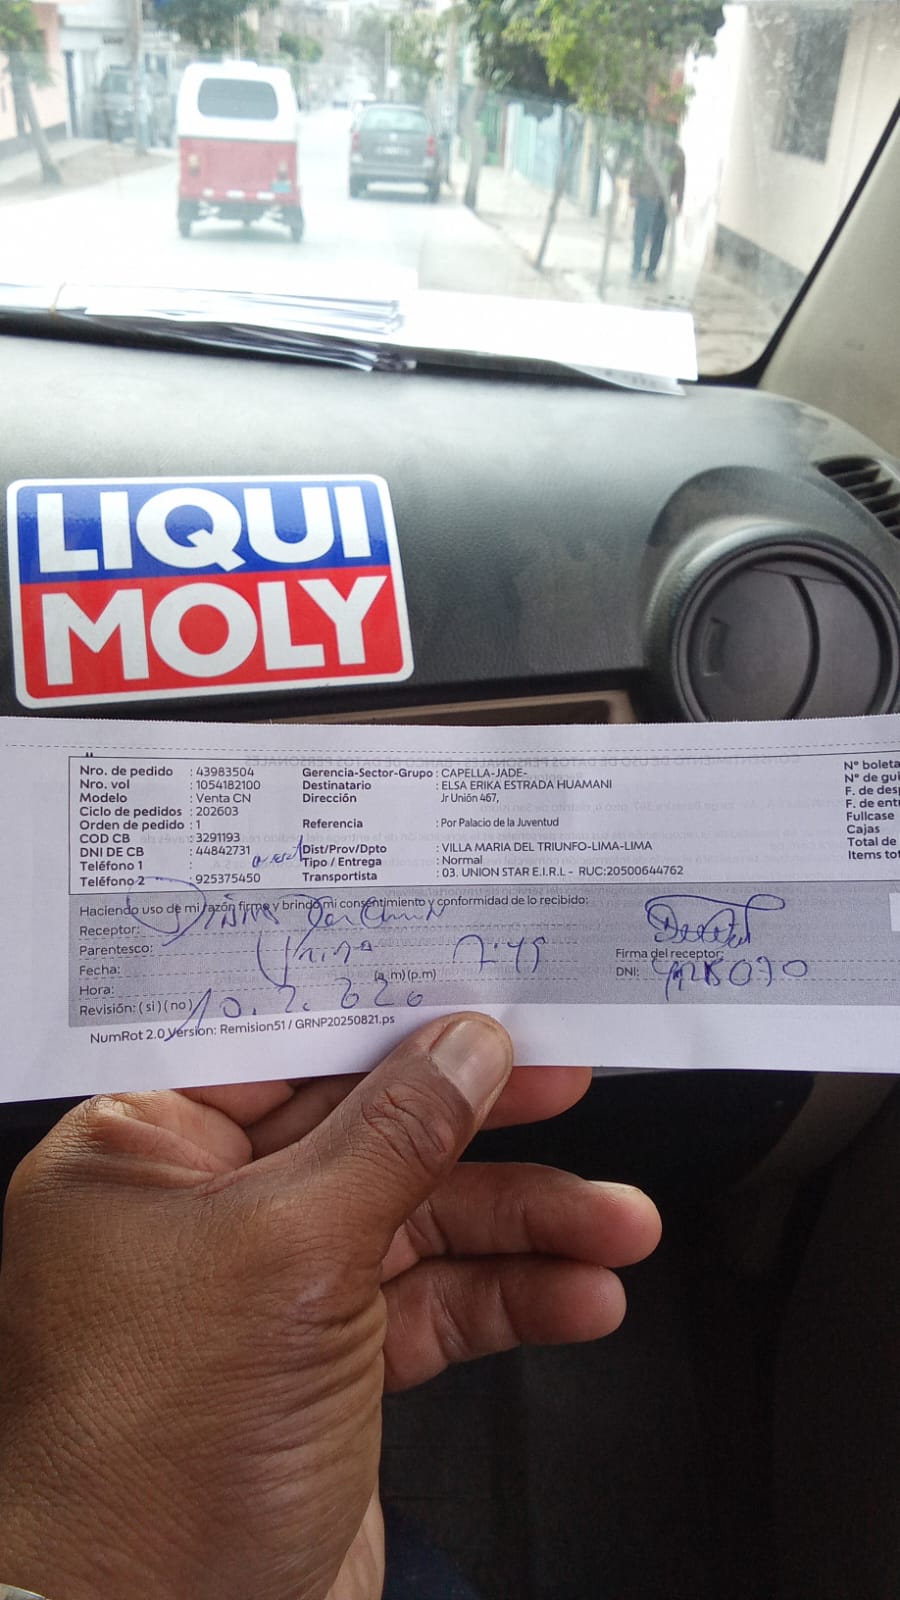 LIQUI
MOLY
Nro. de pedido : 43983504
Nro. vol : 1054182100
Modelo : Venta CN
Ciclo de pedidos : 202603
Orden de pedido : 1
COD CB : 3291193
DNI DE CB : 44842731
Teléfono 1 :
Teléfono 2 : 925375450
Gerencia-Sector-Grupo : CAPELLA-JADE-
Destinatario : ELSA ERIKA ESTRADA HUAMANI
Dirección Jr Unión 467,
Referencia : Por Palacio de la Juventud
Dist/Prov/Dpto : VILLA MARIA DEL TRIUNFO-LIMA-LIMA
Tipo / Entrega : Normal
Transportista : 03. UNION STAR E.I.R.L - RUC:20500644762
N° boleta
N° de gui
F. de des
F. de entr
Fullcase
Cajas
Total de
Items tot
Haciendo uso de mi razón firme y brindo mi consentimiento y conformidad de lo recibido:
Receptor:
Parentesco:
Fecha:
Hora: (a.m)(p.m)
Revisión: ( si ) ( no )
Firma del receptor:
DNI:
NumRot 2.0 Version: Remision51 / GRNP20250821.ps